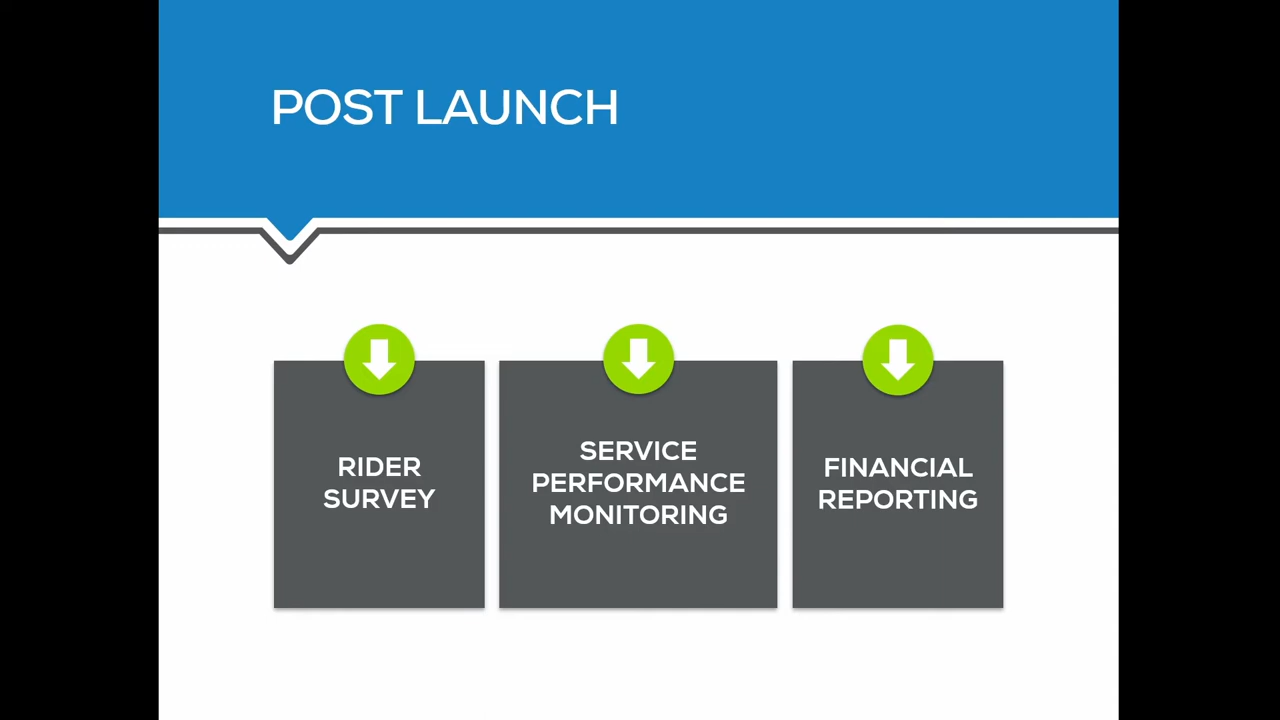 POST LAUNCH
RIDER
SURVEY
SERVICE
PERFORMANCE
MONITORING
FINANCIAL
REPORTING